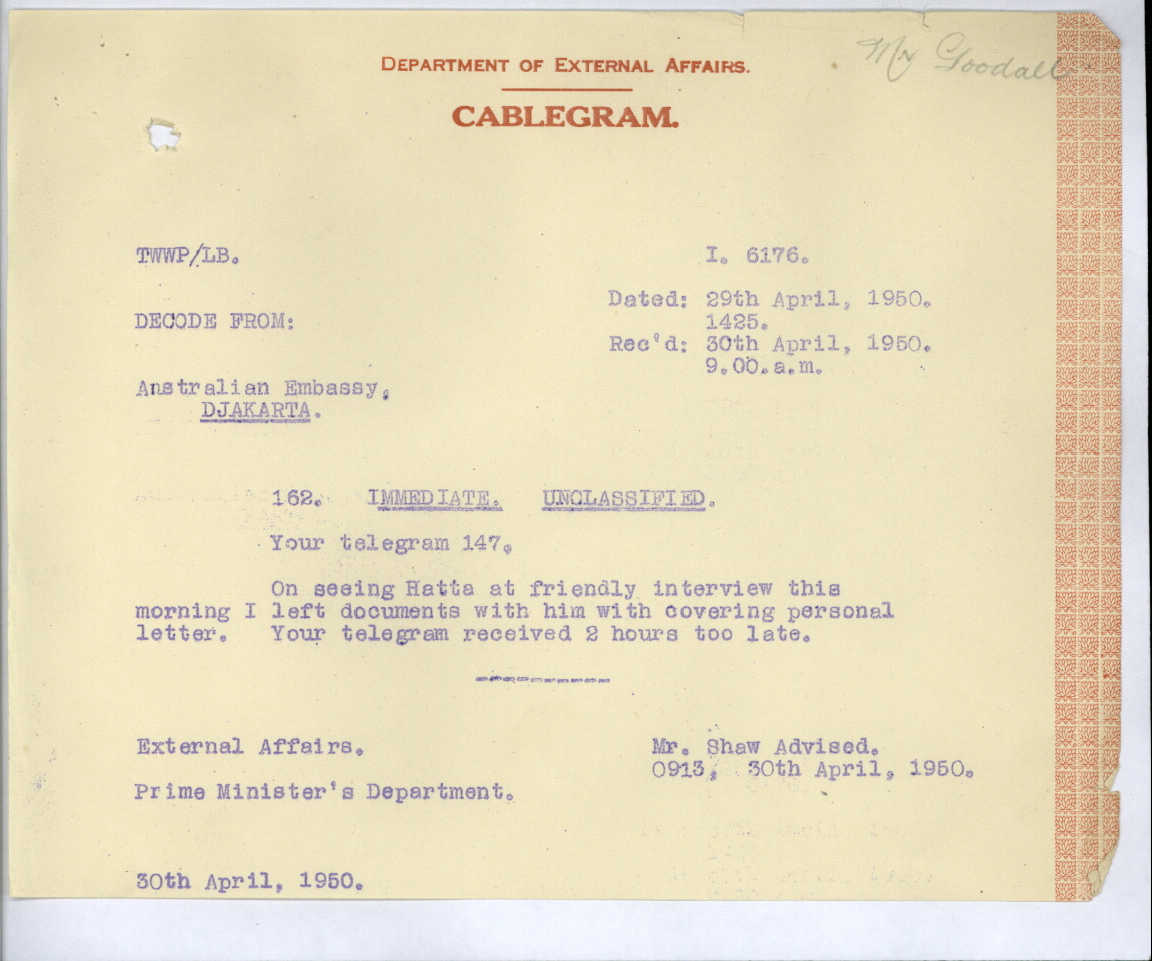 Mr Goodall
DEPARTMENT OF EXTERNAL AFFAIRS.
CABLEGRAM.
TWWP/LB.
I. 6176.
Dated: 29th April, 1950.
1425.
DECODE FROM:
Rec'd: 30th April, 1950.
9.00.a.m.
Australian Embassy,
DJAKARTA.
162. IMMEDIATE. UNCLASSIFIED.
Your telegram 147.
On seeing Hatta at friendly interview this
morning I left documents with him with covering personal
letter. Your telegram received 2 hours too late.
External Affairs.
Mr. Shaw Advised.
0913, 30th April, 1950.
Prime Minister's Department.
30th April, 1950.